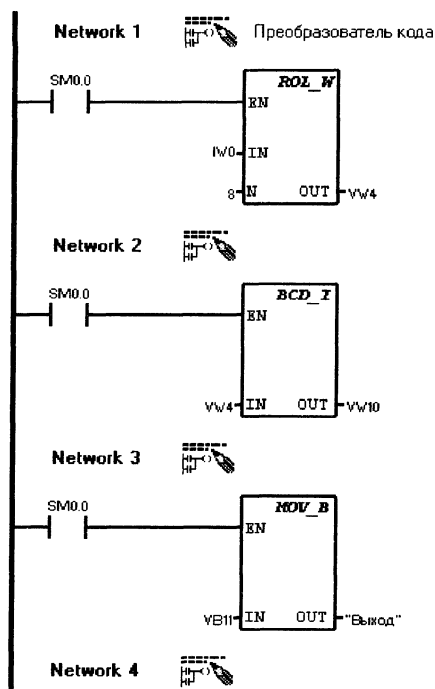 Network 1 Преобразователь кода
SM0.0
ROL_W
EN
IW0 IN
8 N OUT VW4
Network 2
SM0.0
BCD_I
EN
VW4 IN OUT VW10
Network 3
SM0.0
MOV_B
EN
VB11 IN OUT "Выход"
Network 4